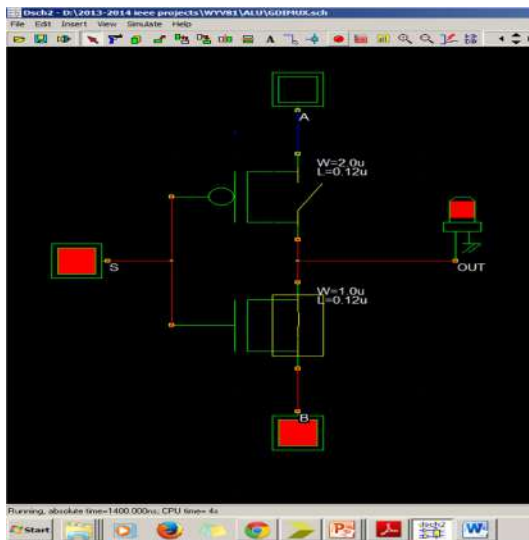 Dsch2 - D:\2013-2014 ieee projects\WYV81\ALU\GDIMUX.sch
File Edit Insert View Simulate Help
A
W=2.0u
L=0.12u
S
OUT
W=1.0u
L=0.12u
B
Running, absolute time=1400.000ns, CPU time= 4s
Start
dsch2